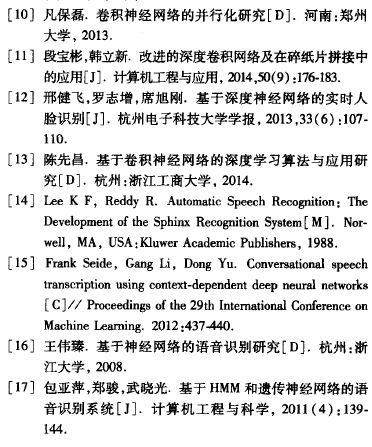 [10] 凡保磊. 卷积神经网络的并行化研究[D]. 河南:郑州
大学, 2013.
[11] 段宝彬,韩立新. 改进的深度卷积网络及在碎纸片拼接中
的应用[J]. 计算机工程与应用, 2014,50(9):176-183.
[12] 邢健飞,罗志增,席旭刚. 基于深度神经网络的实时人
脸识别[J]. 杭州电子科技大学学报, 2013,33(6):107-
110.
[13] 陈先昌. 基于卷积神经网络的深度学习算法与应用研
究[D]. 杭州:浙江工商大学, 2014.
[14] Lee K F, Reddy R. Automatic Speech Recognition: The
Development of the Sphinx Recognition System[M]. Nor-
well, MA, USA:Kluwer Academic Publishers, 1988.
[15] Frank Seide, Gang Li, Dong Yu. Conversational speech
transcription using context-dependent deep neural networks
[C]// Proceedings of the 29th International Conference on
Machine Learning. 2012:437-440.
[16] 王伟臻. 基于神经网络的语音识别研究[D]. 杭州:浙
江大学, 2008.
[17] 包亚萍,郑骏,武晓光. 基于HMM和遗传神经网络的语
音识别系统[J]. 计算机工程与科学, 2011(4):139-
144.